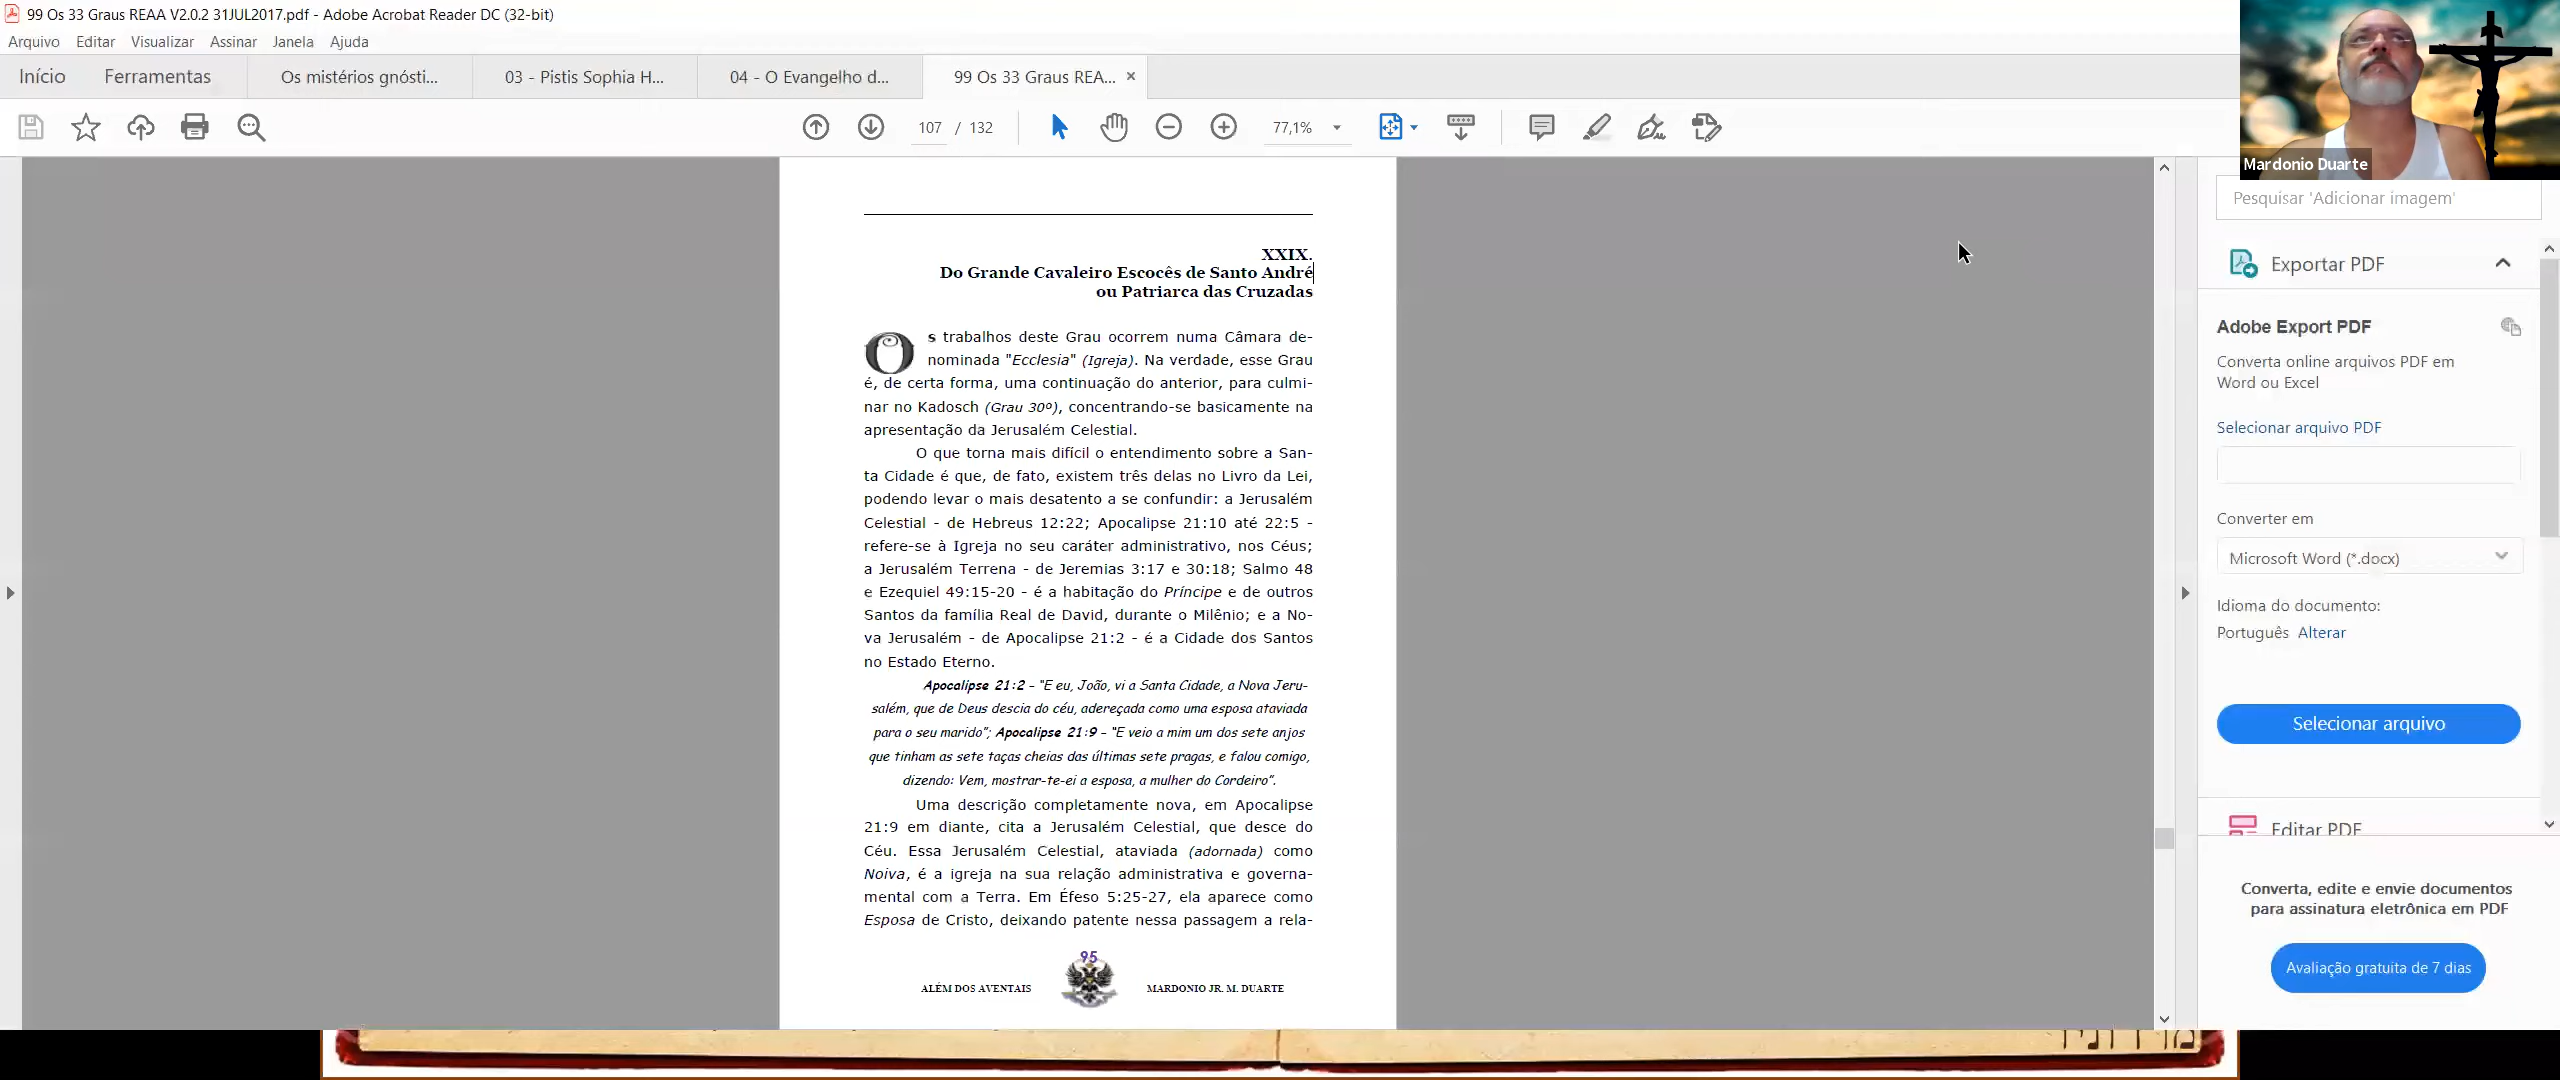 99 Os 33 Graus REAA V2.0.2 31JUL2017.pdf - Adobe Acrobat Reader DC (32-bit)
Arquivo Editar Visualizar Assinar Janela Ajuda
Início Ferramentas Os mistérios gnósti... 03 - Pistis Sophia H... 04 - O Evangelho d... 99 Os 33 Graus REA... ×
107 / 132 77,1%
Mardonio Duarte
XXIX.
Do Grande Cavaleiro Escocês de Santo André
ou Patriarca das Cruzadas
Os trabalhos deste Grau ocorrem numa Câmara de-
nominada "Ecclesia" (Igreja). Na verdade, esse Grau
é, de certa forma, uma continuação do anterior, para culmi-
nar no Kadosch (Grau 30º), concentrando-se basicamente na
apresentação da Jerusalém Celestial.
O que torna mais difícil o entendimento sobre a San-
ta Cidade é que, de fato, existem três delas no Livro da Lei,
podendo levar o mais desatento a se confundir: a Jerusalém
Celestial - de Hebreus 12:22; Apocalipse 21:10 até 22:5 -
refere-se à Igreja no seu caráter administrativo, nos Céus;
a Jerusalém Terrena - de Jeremias 3:17 e 30:18; Salmo 48
e Ezequiel 49:15-20 - é a habitação do Príncipe e de outros
Santos da família Real de David, durante o Milênio; e a No-
va Jerusalém - de Apocalipse 21:2 - é a Cidade dos Santos
no Estado Eterno.
Apocalipse 21:2 - “E eu, João, vi a Santa Cidade, a Nova Jeru-
salém, que de Deus descia do céu, adereçada como uma esposa ataviada
para o seu marido”; Apocalipse 21:9 - “E veio a mim um dos sete anjos
que tinham as sete taças cheias das últimas sete pragas, e falou comigo,
dizendo: Vem, mostrar-te-ei a esposa, a mulher do Cordeiro”.
Uma descrição completamente nova, em Apocalipse
21:9 em diante, cita a Jerusalém Celestial, que desce do
Céu. Essa Jerusalém Celestial, ataviada (adornada) como
Noiva, é a igreja na sua relação administrativa e governa-
mental com a Terra. Em Éfeso 5:25-27, ela aparece como
Esposa de Cristo, deixando patente nessa passagem a rela-
95
ALÉM DOS AVENTAIS MARDONIO JR. M. DUARTE
Pesquisar 'Adicionar imagem'
Exportar PDF
Adobe Export PDF
Converta online arquivos PDF em
Word ou Excel
Selecionar arquivo PDF
Converter em
Microsoft Word (*.docx)
Idioma do documento:
Português Alterar
Selecionar arquivo
Editar PDF
Converta, edite e envie documentos
para assinatura eletrônica em PDF
Avaliação gratuita de 7 dias